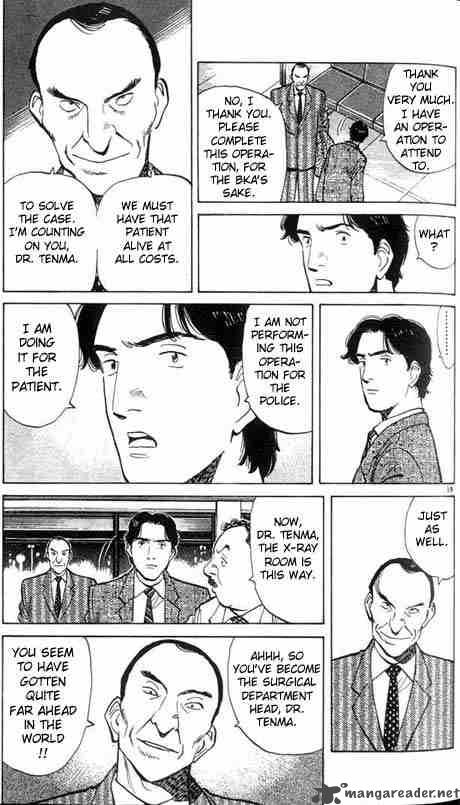 THANK
YOU
VERY MUCH.
I HAVE
AN OPER-
ATION TO
ATTEND
TO.
NO, I
THANK YOU.
PLEASE
COMPLETE
THIS OPERA-
TION, FOR
THE BKA'S
SAKE.
WHAT
?
WE MUST
HAVE THAT
PATIENT
ALIVE AT
ALL COSTS.
TO SOLVE
THE CASE.
I'M COUNTING
ON YOU,
DR. TENMA.
.........
I AM NOT
PERFORM-
ING THIS
OPERA-
TION FOR
THE
POLICE.
I AM
DOING
IT FOR
THE
PATIENT.
JUST
AS
WELL.
NOW,
DR. TENMA,
THE X-RAY
ROOM IS
THIS WAY.
AHHH, SO
YOU'VE BECOME
THE SURGICAL
DEPARTMENT
HEAD, DR.
TENMA.
YOU SEEM
TO HAVE
GOTTEN
QUITE
FAR AHEAD
IN THE
WORLD
!!
mangareader.net